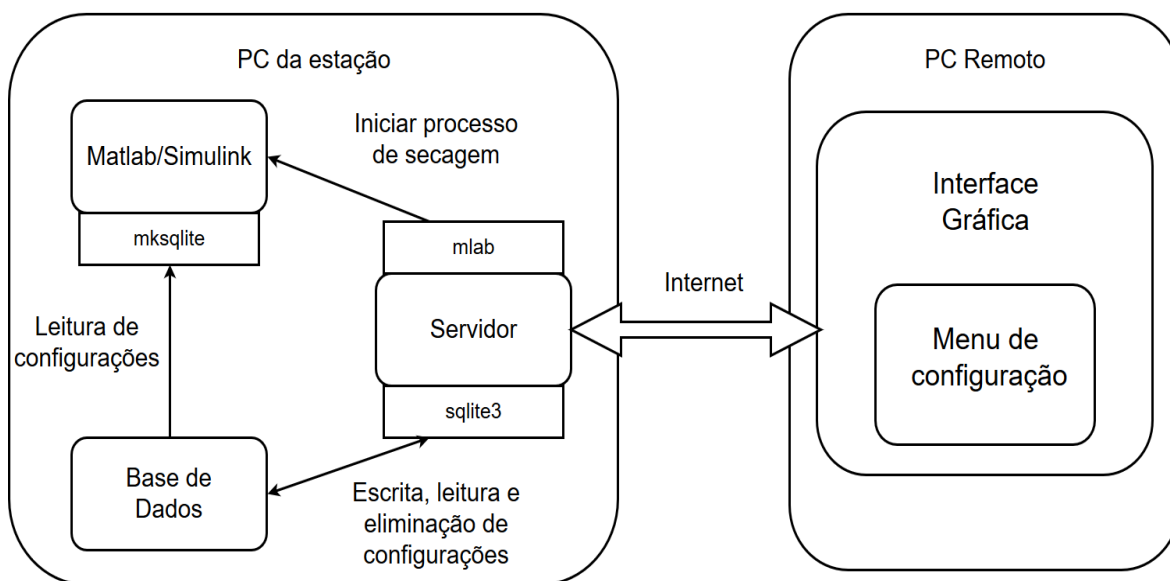 PC da estação
Matlab/Simulink
mksqlite
Iniciar processo
de secagem
mlab
Servidor
sqlite3
Leitura de
configurações
Base de
Dados
Escrita, leitura e
eliminação de
configurações
Internet
PC Remoto
Interface
Gráfica
Menu de
configuração